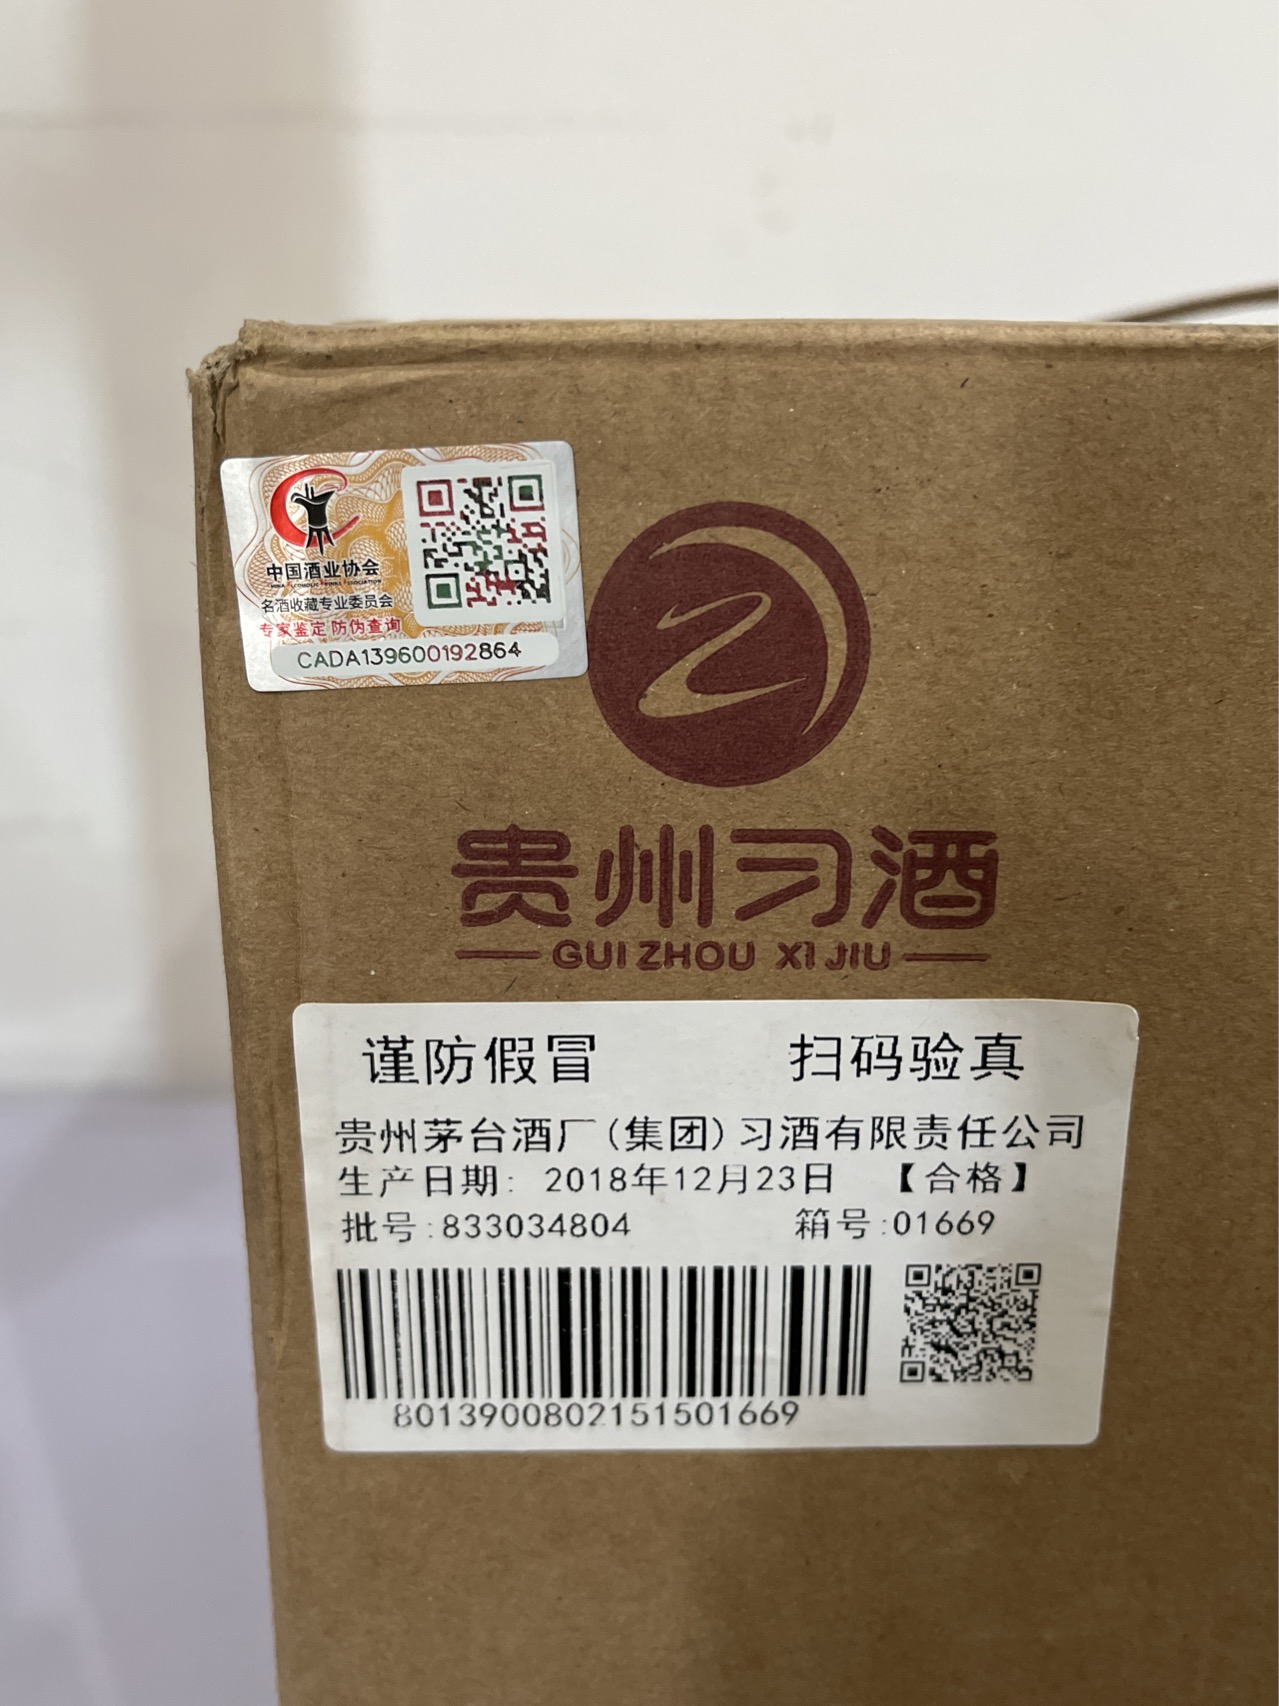 中国酒业协会
CHINA ALCOHOLIC DRINKS ASSOCIATION
名酒收藏专业委员会
专家鉴定 防伪查询
CADA139600192864
贵州习酒
GUI ZHOU XI JIU
谨防假冒 扫码验真
贵州茅台酒厂(集团)习酒有限责任公司
生产日期: 2018年12月23日 【合格】
批号:833034804 箱号:01669
8013900802151501669